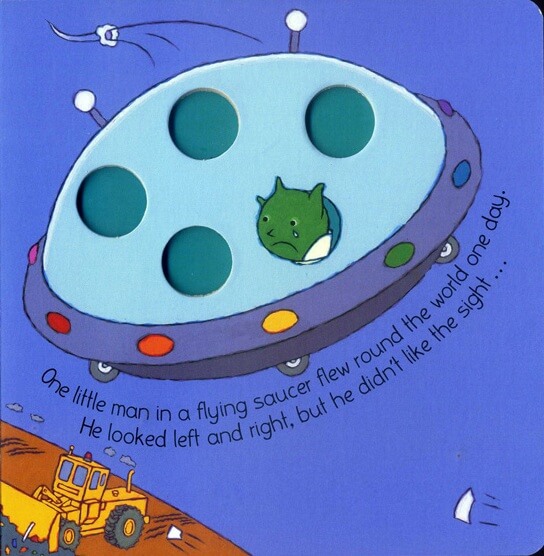 One little man in a flying saucer flew round the world one day.
He looked left and right, but he didn't like the sight ....